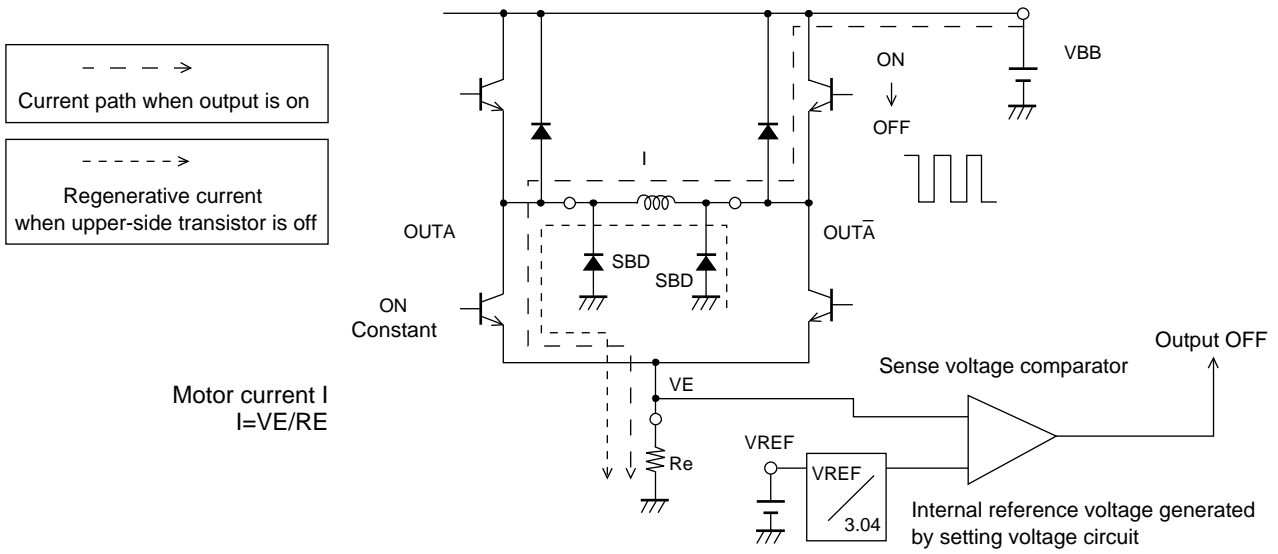 Current path when output is on
Regenerative current
when upper-side transistor is off
VBB
ON
OFF
I
OUTA
OUTA̅
SBD
SBD
ON
Constant
Motor current I
I=VE/RE
VE
Re
Sense voltage comparator
Output OFF
VREF
VREF
3.04
Internal reference voltage generated
by setting voltage circuit